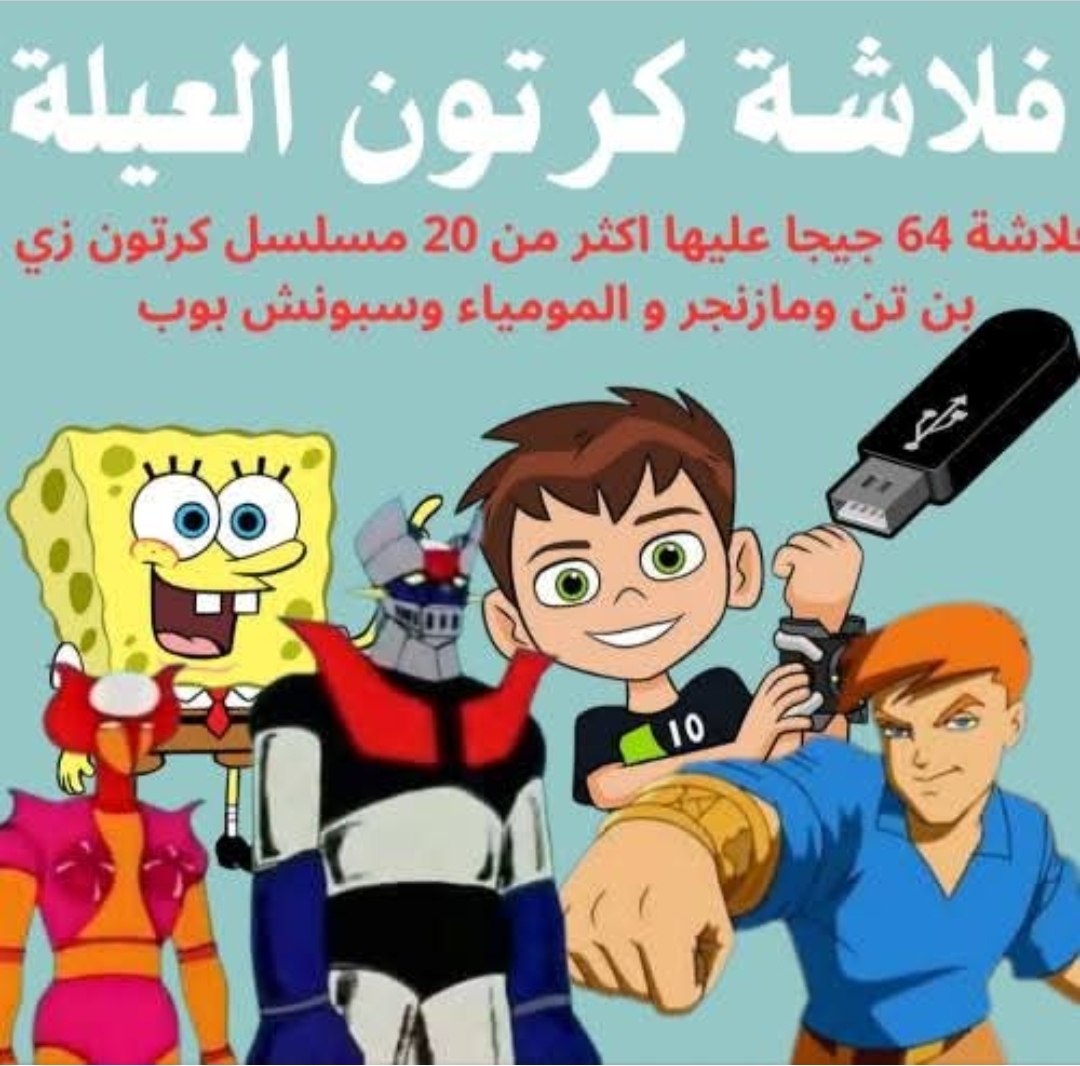 فلاشة كرتون العيلة
فلاشة 64 جيجا عليها اكثر من 20 مسلسل كرتون زي
بن تن ومازنجر و المومياء وسبونش بوب
10